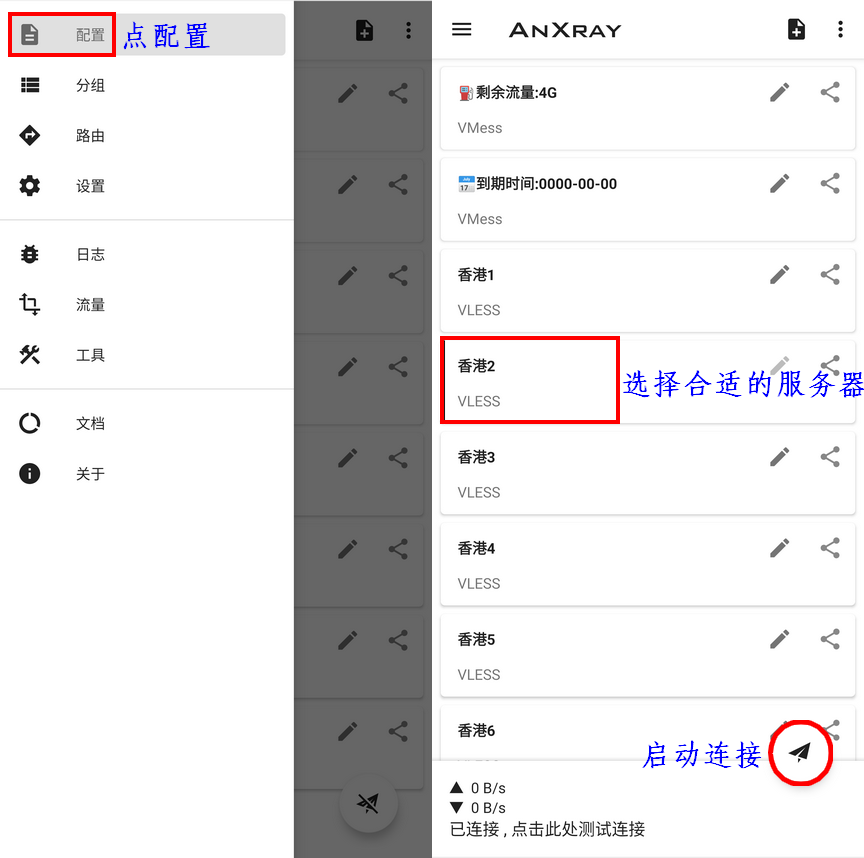 配置
点配置
分组
路由
设置
日志
流量
工具
文档
关于
ANXRAY
剩余流量:4G
VMess
到期时间:0000-00-00
VMess
香港1
VLESS
香港2
VLESS
选择合适的服务器
香港3
VLESS
香港4
VLESS
香港5
VLESS
香港6
启动连接
▲ 0 B/s
▼ 0 B/s
已连接 , 点击此处测试连接